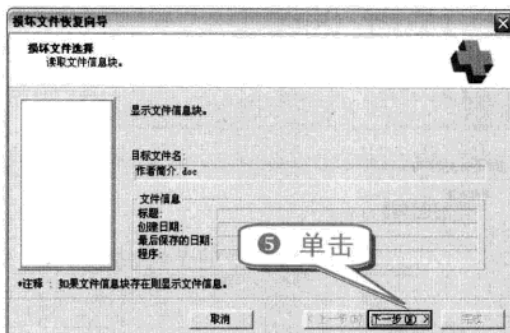 损坏文件恢复向导
损坏文件选择
读取文件信息块。
显示文件信息块。
目标文件名:
作者简介.doc
文件信息
标题:
创建日期:
最后保存的日期:
程序:
❺ 单击
*注释 : 如果文件信息块存在则显示文件信息。
取消
< 上一步(B)
下一步(N) >
完成